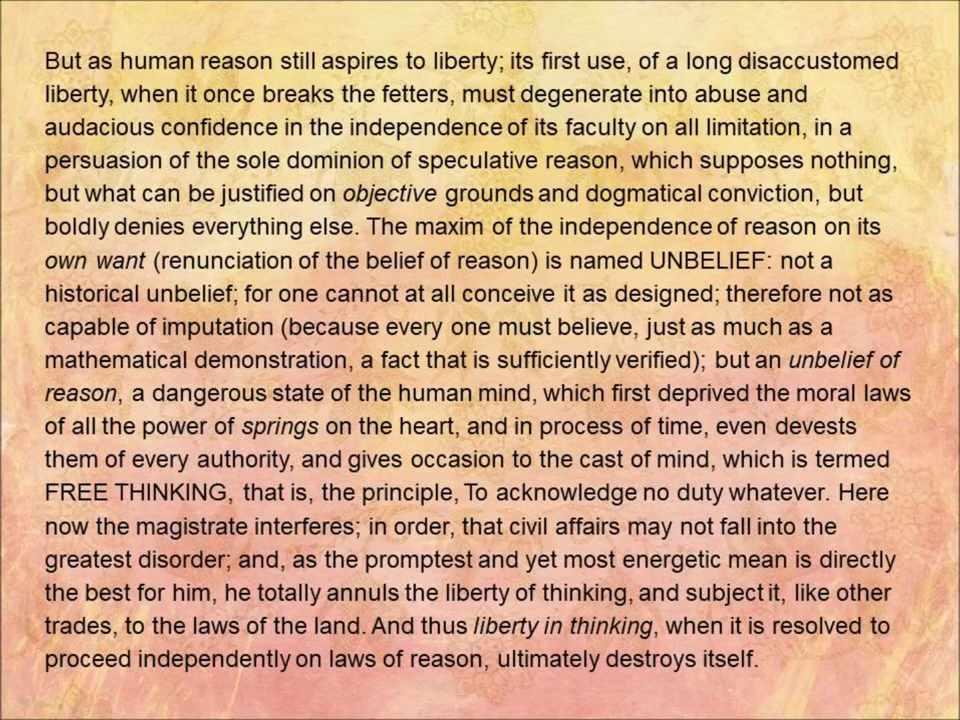 But as human reason still aspires to liberty; its first use, of a long disaccustomed
liberty, when it once breaks the fetters, must degenerate into abuse and
audacious confidence in the independence of its faculty on all limitation, in a
persuasion of the sole dominion of speculative reason, which supposes nothing,
but what can be justified on objective grounds and dogmatical conviction, but
boldly denies everything else. The maxim of the independence of reason on its
own want (renunciation of the belief of reason) is named UNBELIEF: not a
historical unbelief; for one cannot at all conceive it as designed; therefore not as
capable of imputation (because every one must believe, just as much as a
mathematical demonstration, a fact that is sufficiently verified); but an unbelief of
reason, a dangerous state of the human mind, which first deprived the moral laws
of all the power of springs on the heart, and in process of time, even devests
them of every authority, and gives occasion to the cast of mind, which is termed
FREE THINKING, that is, the principle, To acknowledge no duty whatever. Here
now the magistrate interferes; in order, that civil affairs may not fall into the
greatest disorder; and, as the promptest and yet most energetic mean is directly
the best for him, he totally annuls the liberty of thinking, and subject it, like other
trades, to the laws of the land. And thus liberty in thinking, when it is resolved to
proceed independently on laws of reason, ultimately destroys itself.